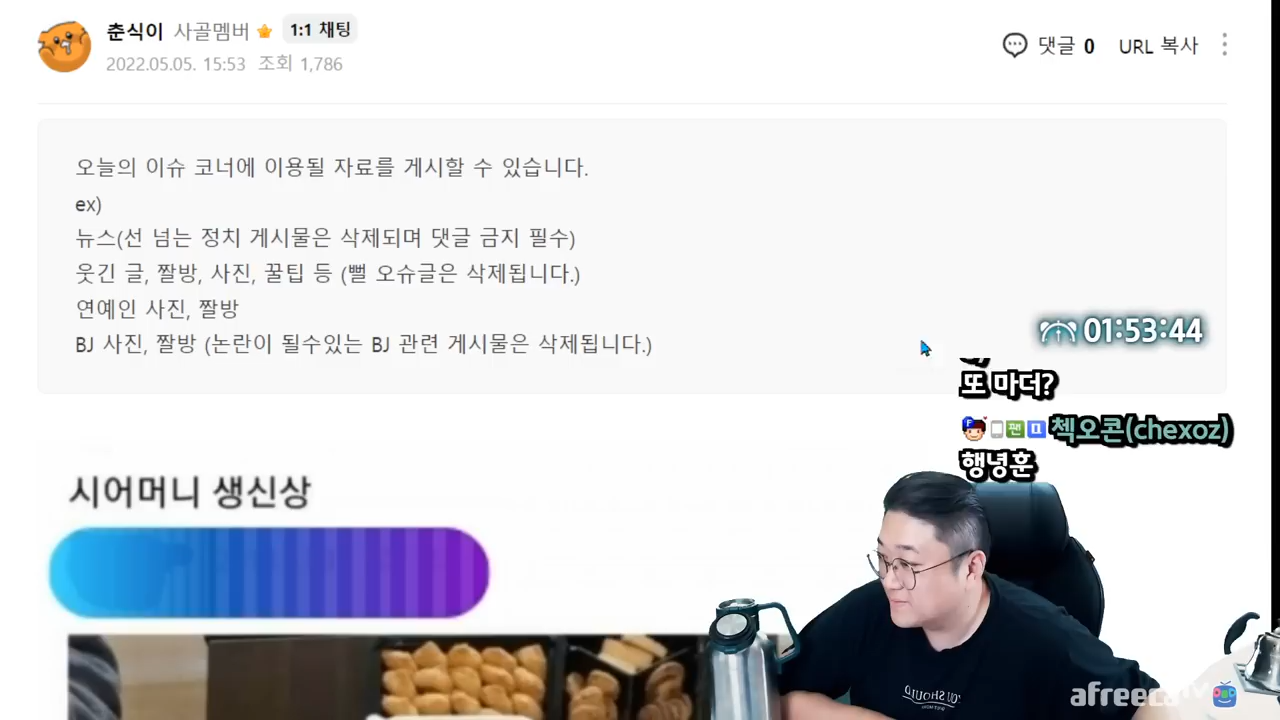 춘식이 사골멤버 1:1 채팅
2022.05.05. 15:53 조회 1,786
댓글 0 URL 복사
오늘의 이슈 코너에 이용될 자료를 게시할 수 있습니다.
ex)
뉴스(선 넘는 정치 게시물은 삭제되며 댓글 금지 필수)
웃긴 글, 짤방, 사진, 꿀팁 등 (뻘 오슈글은 삭제됩니다.)
연예인 사진, 짤방
BJ 사진, 짤방 (논란이 될수있는 BJ 관련 게시물은 삭제됩니다.)
01:53:44
또 마더?
팬 첵오콘(chexoz)
행녕훈
시어머니 생신상
afreecaTV